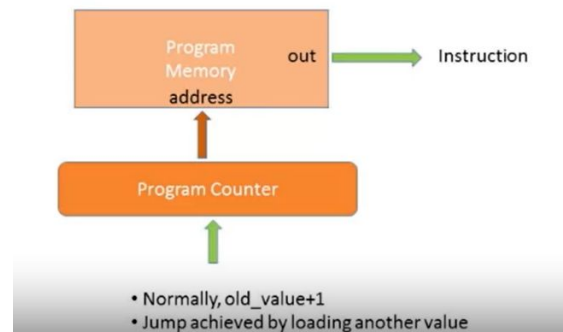 Program
Memory
out
Instruction
address
Program Counter
• Normally, old_value+1
• Jump achieved by loading another value